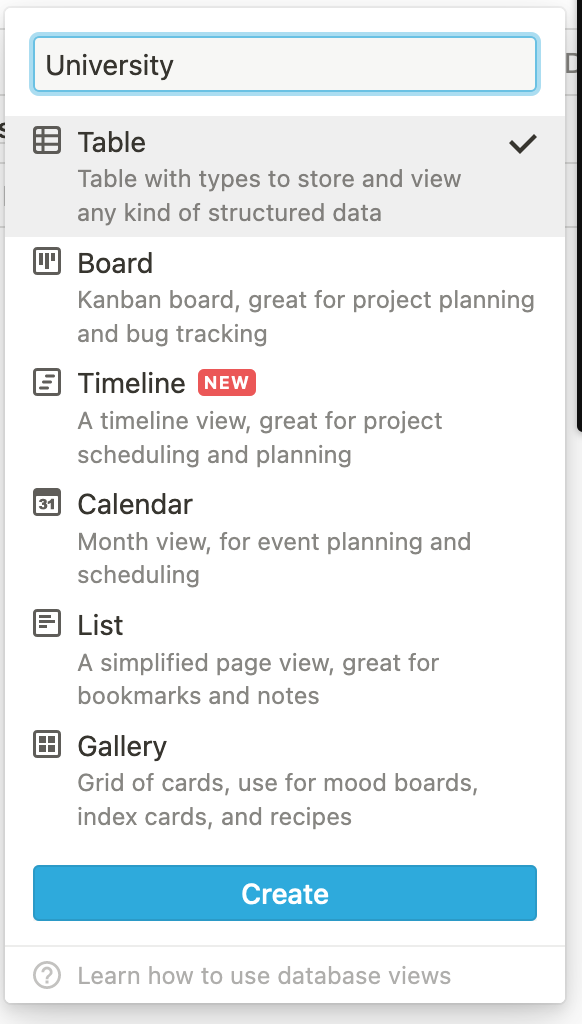 University
Table
Table with types to store and view
any kind of structured data
Board
Kanban board, great for project planning
and bug tracking
Timeline NEW
A timeline view, great for project
scheduling and planning
31 Calendar
Month view, for event planning and
scheduling
List
A simplified page view, great for
bookmarks and notes
Gallery
Grid of cards, use for mood boards,
index cards, and recipes
Create
? Learn how to use database views